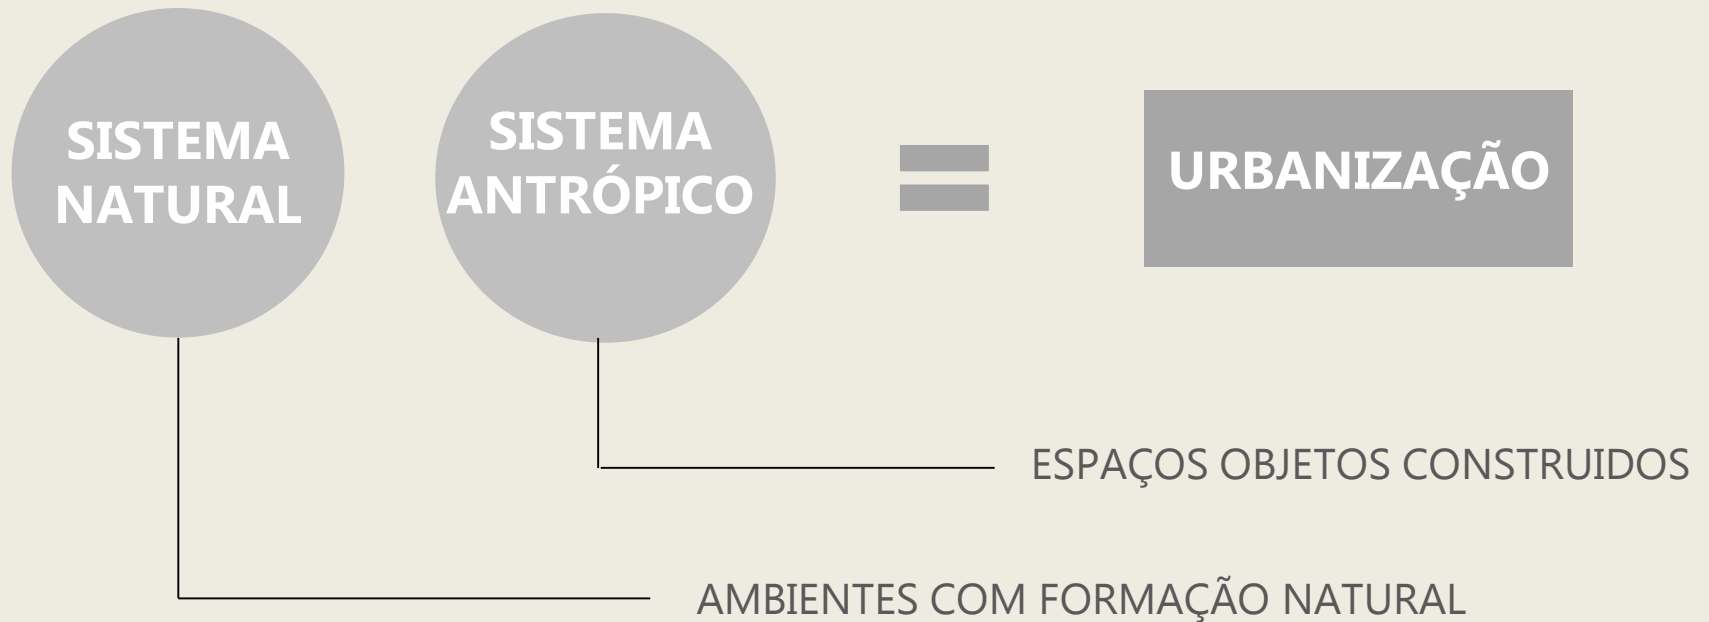 SISTEMA
NATURAL
SISTEMA
ANTRÓPICO
=
URBANIZAÇÃO
ESPAÇOS OBJETOS CONSTRUIDOS
AMBIENTES COM FORMAÇÃO NATURAL